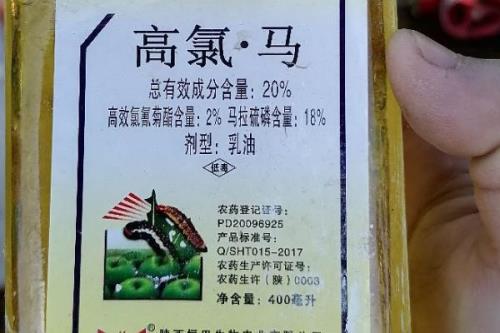 高氯·马
总有效成分含量：20%
高效氯氰菊酯含量：2% 马拉硫磷含量：18%
剂型：乳油
低毒
农药登记证号：
PD20096925
产品标准号：
Q/SHT015-2017
农药生产许可证号：
农药生许（陕）0003
净含量：400毫升